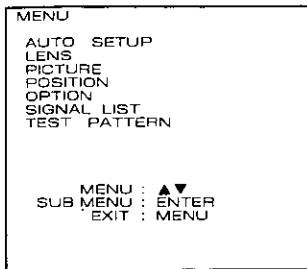 MENU
AUTO SETUP
LENS
PICTURE
POSITION
OPTION
SIGNAL LIST
TEST PATTERN
MENU : ▲▼
SUB MENU : ENTER
EXIT : MENU